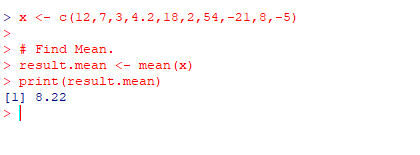 > x <- c(12,7,3,4.2,18,2,54,-21,8,-5)
>
> # Find Mean.
> result.mean <- mean(x)
> print(result.mean)
[1] 8.22
>